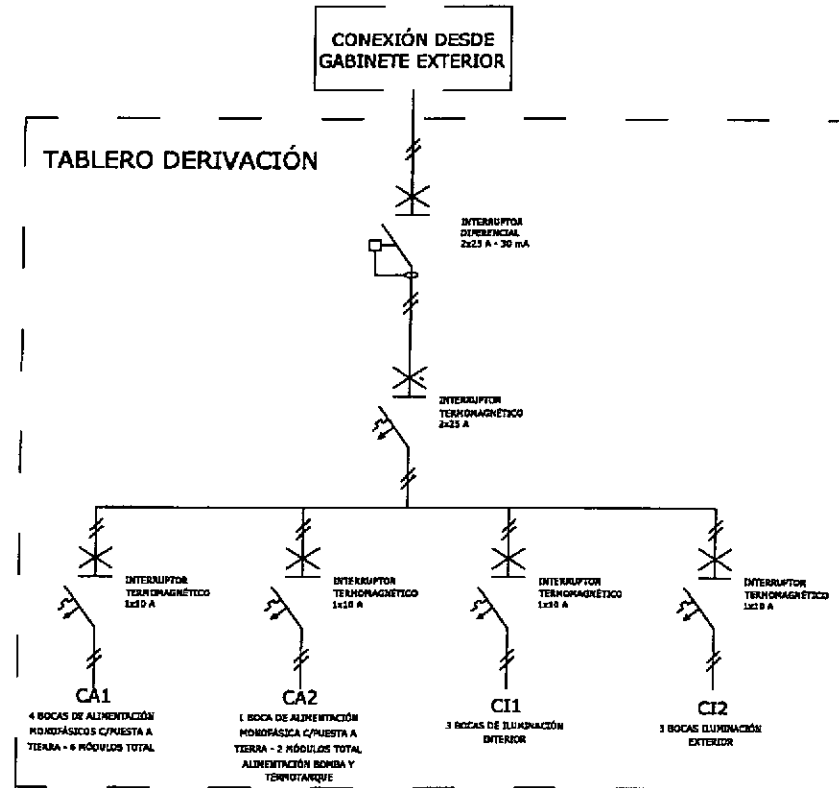 CONEXIÓN DESDE
GABINETE EXTERIOR
TABLERO DERIVACIÓN
INTERRUPTOR
DIFERENCIAL
2x25 A - 30 mA
INTERRUPTOR
TERMOMAGNÉTICO
2x25 A
INTERRUPTOR
TERMOMAGNÉTICO
1x10 A
INTERRUPTOR
TERMOMAGNÉTICO
1x10 A
INTERRUPTOR
TERMOMAGNÉTICO
1x10 A
INTERRUPTOR
TERMOMAGNÉTICO
1x10 A
CA1
4 BOCAS DE ALIMENTACIÓN
MONOFÁSICOS C/PUESTA A
TIERRA - 6 MÓDULOS TOTAL
CA2
1 BOCA DE ALIMENTACIÓN
MONOFÁSICA C/PUESTA A
TIERRA - 2 MÓDULOS TOTAL
ALIMENTACIÓN BOMBA Y
TERMOTANQUE
CI1
3 BOCAS DE ILUMINACIÓN
INTERIOR
CI2
3 BOCAS ILUMINACIÓN
EXTERIOR